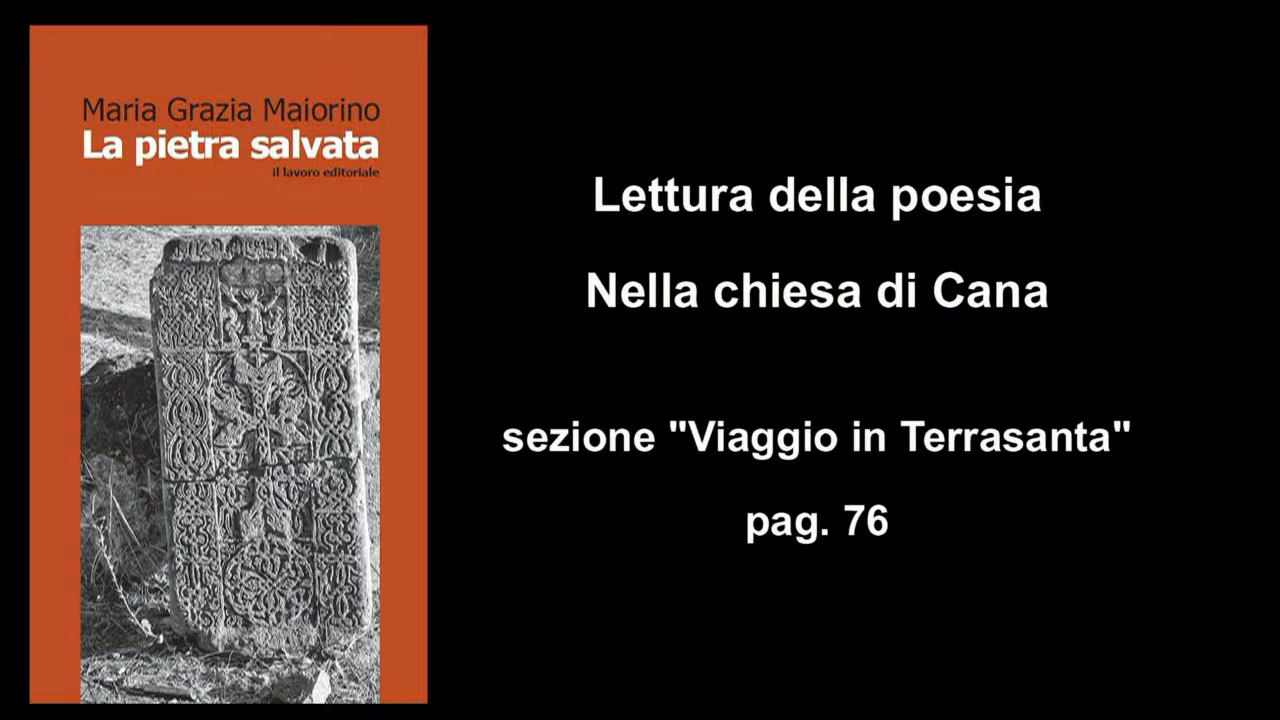 Maria Grazia Maiorino
La pietra salvata
il lavoro editoriale
Lettura della poesia
Nella chiesa di Cana
sezione "Viaggio in Terrasanta"
pag. 76